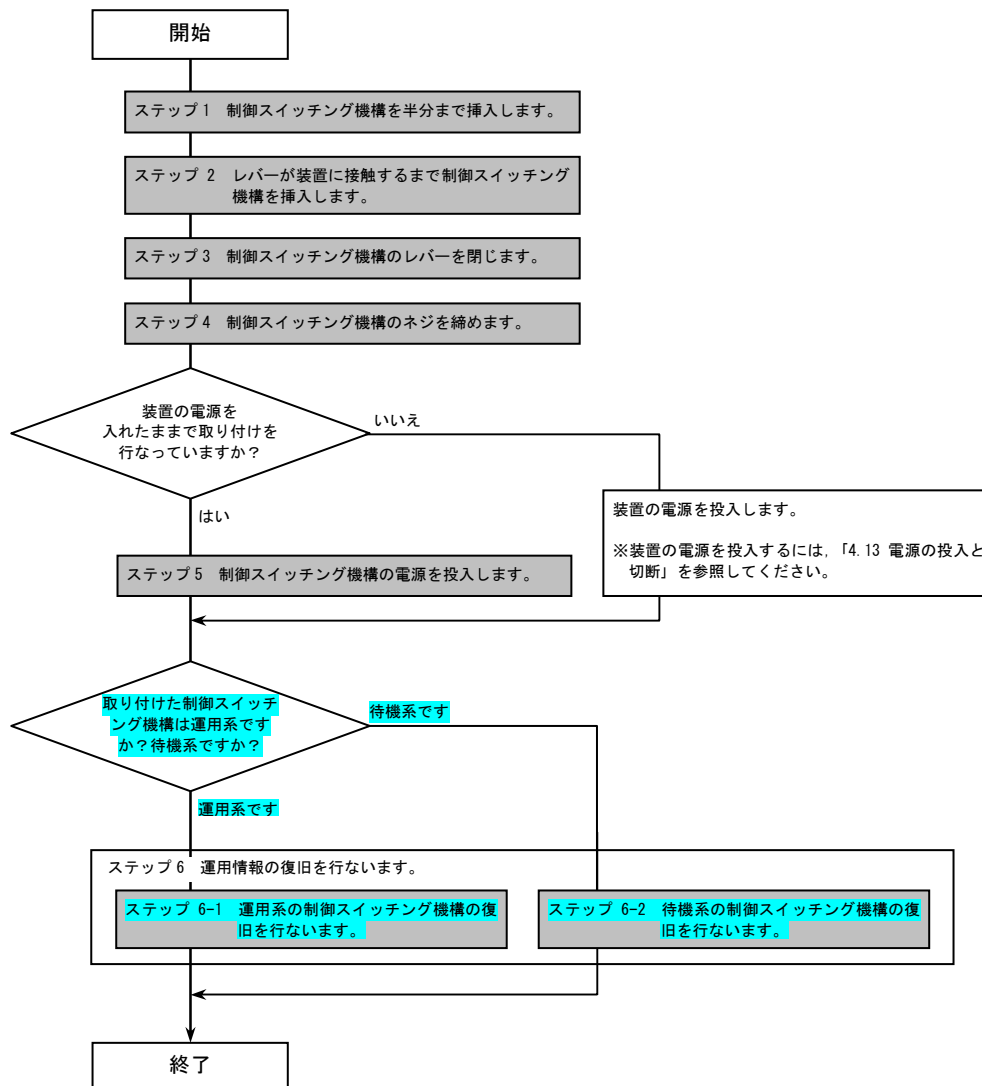 開始
ステップ1　制御スイッチング機構を半分まで挿入します。
ステップ 2　レバーが装置に接触するまで制御スイッチング
機構を挿入します。
ステップ3　制御スイッチング機構のレバーを閉じます。
ステップ4　制御スイッチング機構のネジを締めます。
装置の電源を
入れたままで取り付けを
行なっていますか？
いいえ
はい
装置の電源を投入します。
※装置の電源を投入するには,「4.13 電源の投入と
切断」を参照してください。
ステップ5　制御スイッチング機構の電源を投入します。
取り付けた制御スイッチ
ング機構は運用系です
か？待機系ですか？
待機系です
運用系です
ステップ6　運用情報の復旧を行ないます。
ステップ 6-1　運用系の制御スイッチング機構の復
旧を行ないます。
ステップ 6-2　待機系の制御スイッチング機構の復
旧を行ないます。
終了